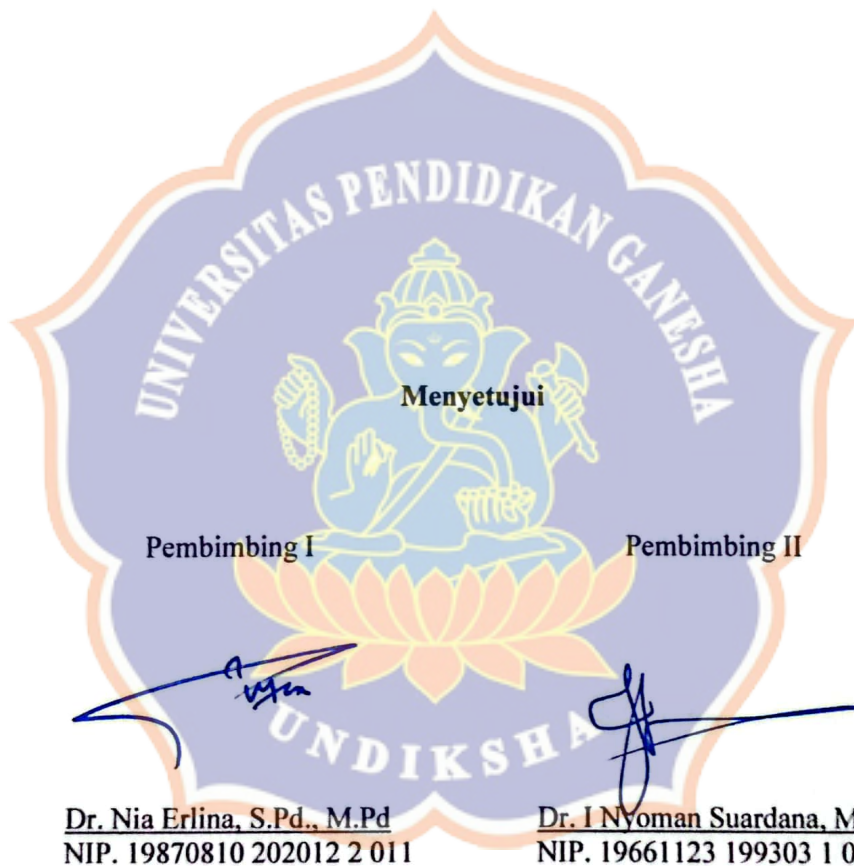 UNIVERSITAS PENDIDIKAN GANESHA
Menyetujui
Pembimbing I
Pembimbing II
UNDIKSHA
Dr. Nia Erlina, S.Pd., M.Pd
Dr. I Nyoman Suardana, M
NIP. 19870810 202012 2 011
NIP. 19661123 199303 1 0